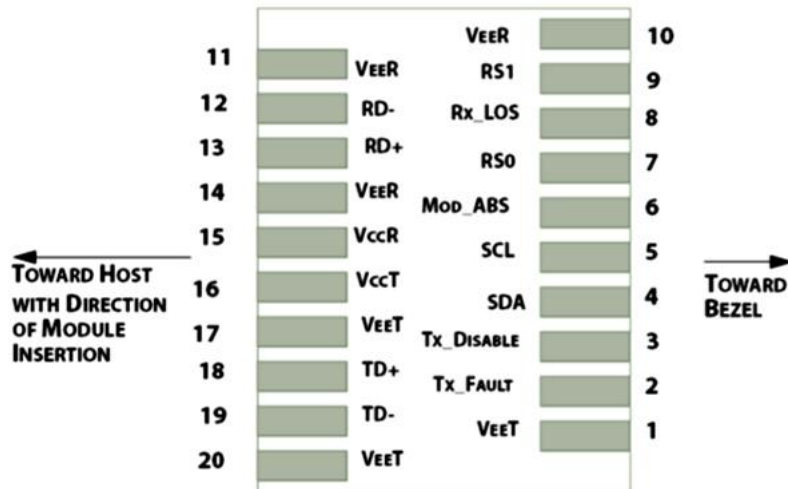 VEER 10
11 VEER
RS1 9
12 RD-
Rx_LOS 8
13 RD+
RS0 7
14 VEER
MOD_ABS 6
15 VCCR
SCL 5
16 VCCT
SDA 4
17 VEET
TX_DISABLE 3
18 TD+
TX_FAULT 2
19 TD-
VEET 1
20 VEET
TOWARD HOST
WITH DIRECTION
OF MODULE
INSERTION
TOWARD
BEZEL